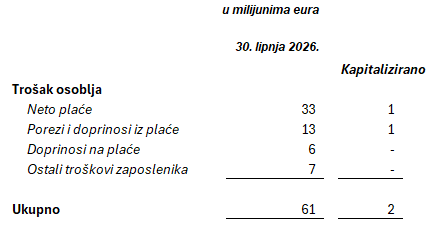 u milijunima eura
30. lipnja 2026.
Kapitalizirano
Trošak osoblja
Neto plaće 33 1
Porezi i doprinosi iz plaće 13 1
Doprinosi na plaće 6 -
Ostali troškovi zaposlenika 7 -
Ukupno 61 2